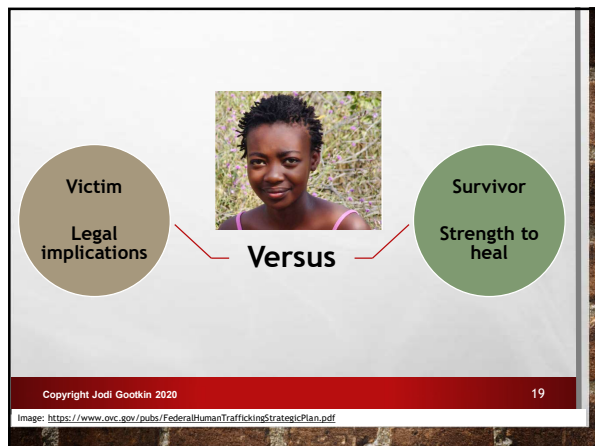 Victim
Legal
implications
Versus
Survivor
Strength to
heal
Copyright Jodi Gootkin 2020
19
Image: https://www.ovc.gov/pubs/FederalHumanTraffickingStrategicPlan.pdf